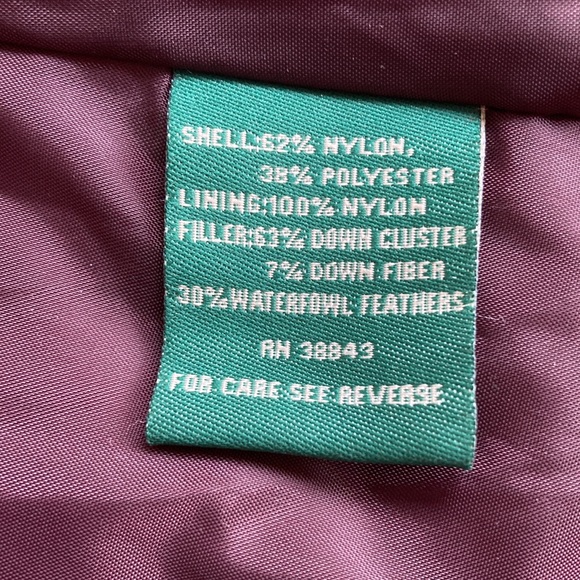 SHELL:62% NYLON,
38% POLYESTER
LINING:100% NYLON
FILLER:63% DOWN CLUSTER
7% DOWN FIBER
30% WATERFOWL FEATHERS
RN 38843
FOR CARE SEE REVERSE